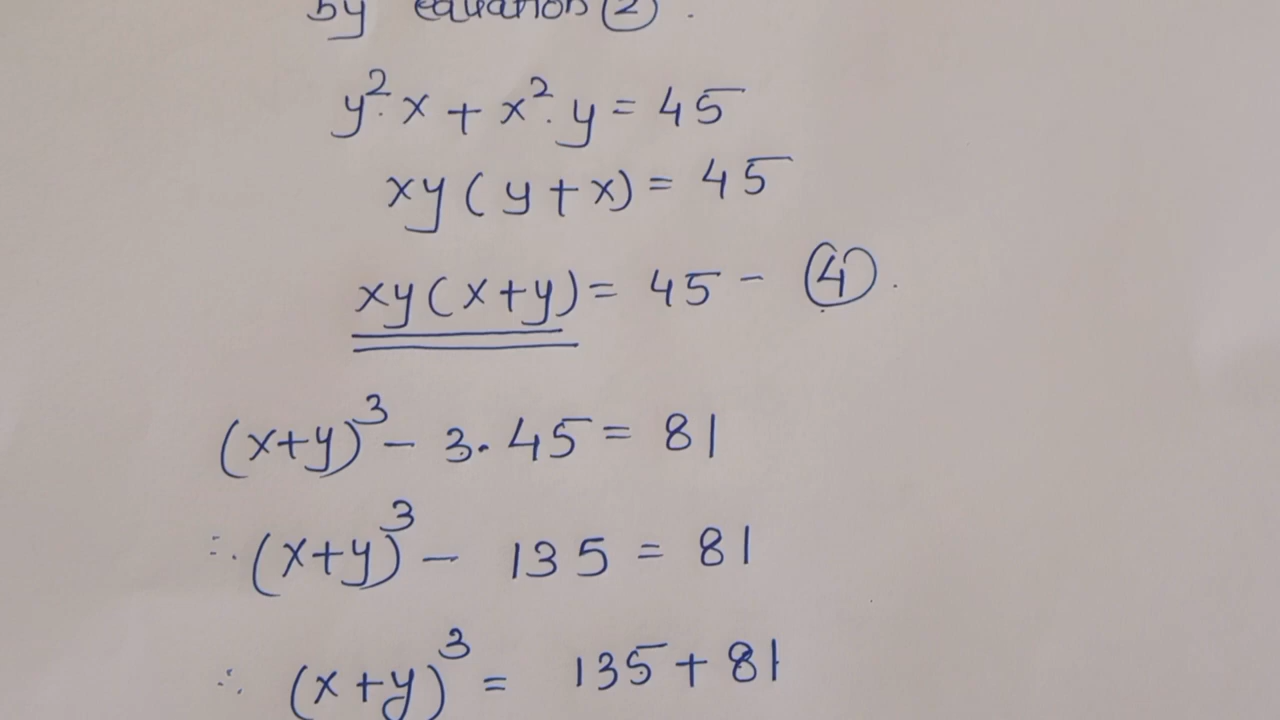 by equation ②.
y².x + x².y = 45
xy(y+x) = 45
xy(x+y) = 45 - ④.
(x+y)³ - 3.45 = 81
∴ (x+y)³ - 135 = 81
∴ (x+y)³ = 135 + 81